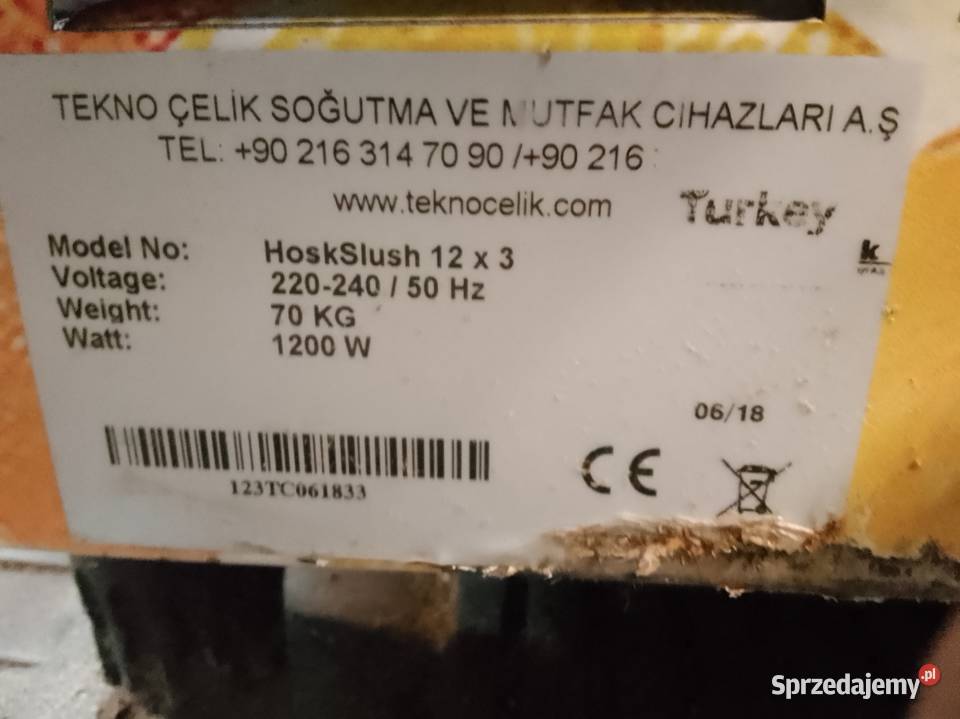 TEKNO ÇELİK SOĞUTMA VE MUTFAK CİHAZLARI A.Ş
TEL: +90 216 314 70 90 /+90 216
www.teknocelik.com
Turkey
k
Model No: HoskSlush 12 x 3
Voltage: 220-240 / 50 Hz
Weight: 70 KG
Watt: 1200 W
06/18
123TC061833
CE
Sprzedajemy.pl